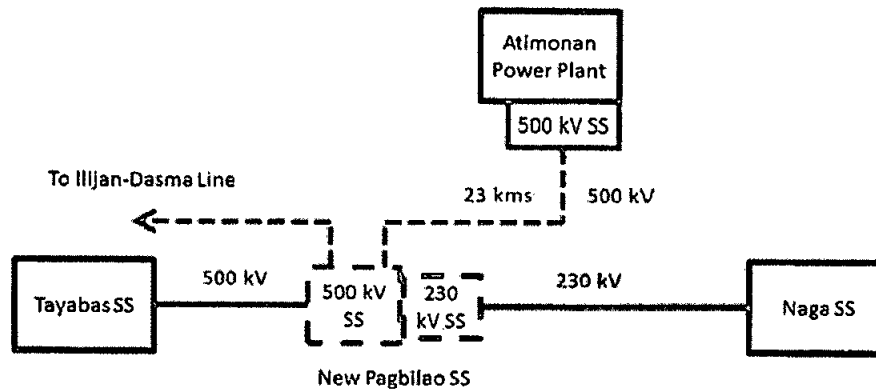 Atimonan
Power Plant
500 kV SS
To Ilijan-Dasma Line
23 kms
500 kV
500 kV
230 kV
Tayabas SS
500 kV
SS
230
kV SS
Naga SS
New Pagbilao SS